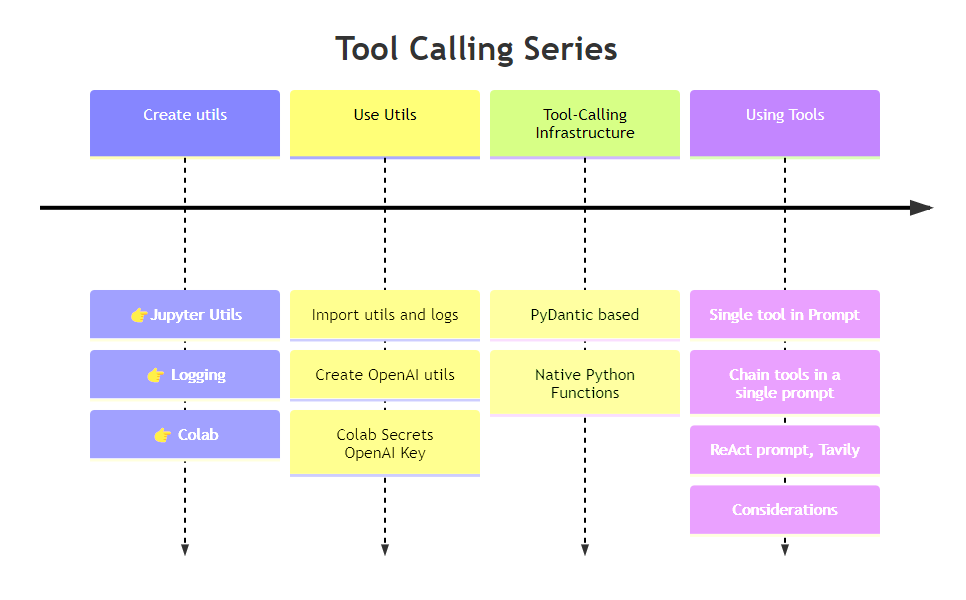 Tool Calling Series
Create utils
Use Utils
Tool-Calling
Infrastructure
Using Tools
👉Jupyter Utils
👉 Logging
👉 Colab
Import utils and logs
Create OpenAI utils
Colab Secrets
OpenAI Key
PyDantic based
Native Python
Functions
Single tool in Prompt
Chain tools in a
single prompt
ReAct prompt, Tavily
Considerations